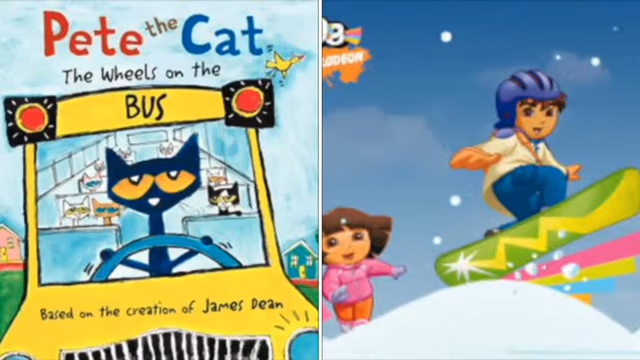 Pete the Cat
The Wheels on the
BUS
Based on the creation of James Dean